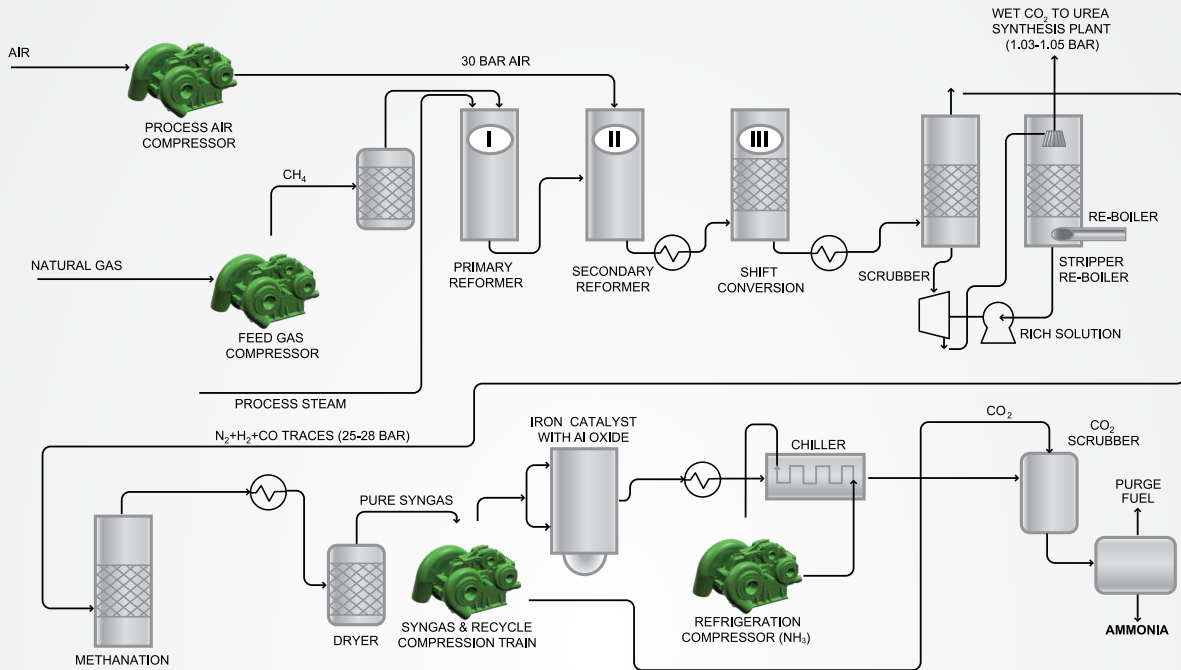 WET CO₂ TO UREA
SYNTHESIS PLANT
(1.03-1.05 BAR)
AIR
30 BAR AIR
PROCESS AIR
COMPRESSOR
I
II
III
CH₄
RE-BOILER
NATURAL GAS
PRIMARY
REFORMER
SECONDARY
REFORMER
SHIFT
CONVERSION
SCRUBBER
STRIPPER
RE-BOILER
FEED GAS
COMPRESSOR
RICH SOLUTION
PROCESS STEAM
N₂+H₂+CO TRACES (25-28 BAR)
IRON CATALYST
WITH Al OXIDE
CHILLER
CO₂
CO₂
SCRUBBER
PURE SYNGAS
PURGE
FUEL
METHANATION
DRYER
SYNGAS & RECYCLE
COMPRESSION TRAIN
REFRIGERATION
COMPRESSOR (NH₃)
AMMONIA